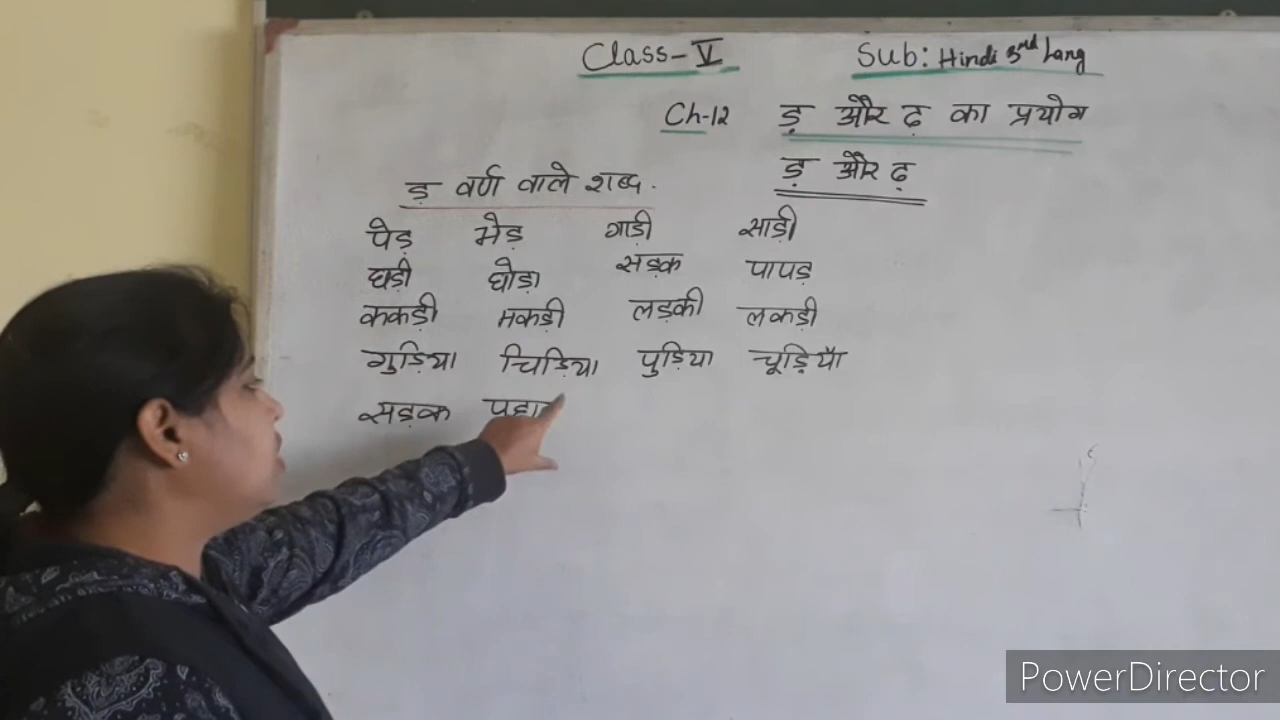 Class-V Sub: Hindi 3rd Lang
Ch-12 ड़ और ढ़ का प्रयोग
ड़ और ढ़
ड़ वर्ण वाले शब्द.
पेड़ भेड़ गाड़ी साड़ी
घड़ी घोड़ा सड़क पापड़
ककड़ी मकड़ी लड़की लकड़ी
गुड़िया चिड़िया पुड़िया चूड़ियाँ
सड़क
PowerDirector